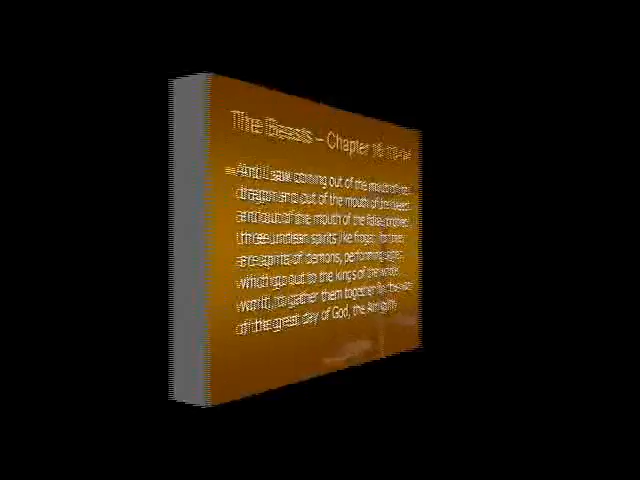 The Beasts – Chapter 16
And I saw coming out of the mouth of the
dragon and out of the mouth of the beast
and out of the mouth of the false prophet,
three unclean spirits like frogs; for they
are spirits of demons, performing signs,
which go out to the kings of the whole
world, to gather them together for the war
of the great day of God, the Almighty